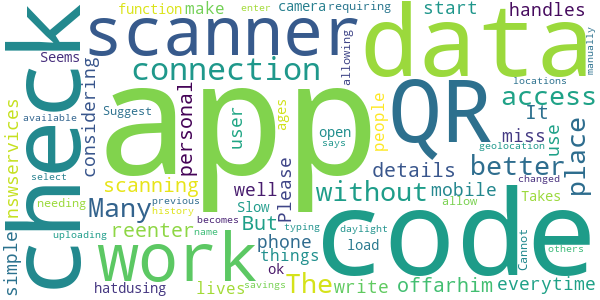 function make camera requiring
scanner
data
handles
start
enter
Seems
check
connection
considering
allowing
manually
locations
available
app
QR
access
nswservices
personal
Suggest
user
ages
open
says
people
It
miss
geolocation
use
place
scanning
better
details
select
changed
needing
previous
Many
well
Please
without
mobile
allow
simple
uploading
history
reenter
But
phone
load
code
Takes
work
Slow
becomes
typing
things
daylight
Cannot
others
hatdusing
lives
name
savings
ok
The
write
offarhim
everytime